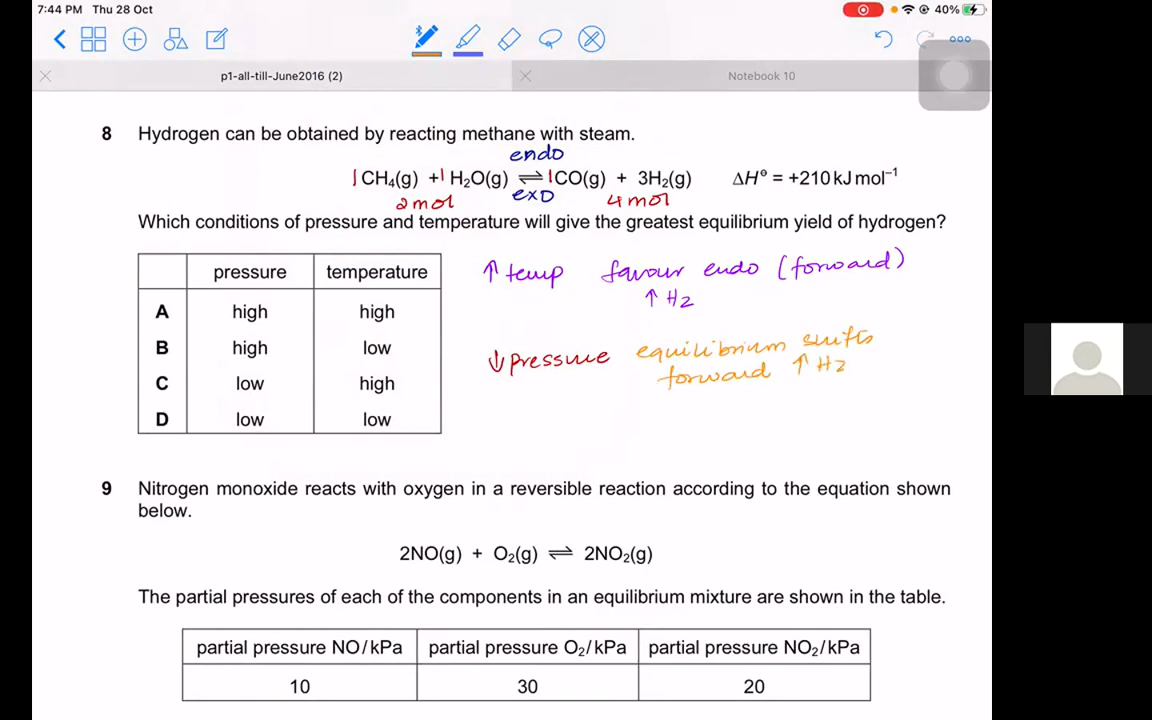 7:44 PM Thu 28 Oct
40%
p1-all-till-June2016 (2)
Notebook 10
8 Hydrogen can be obtained by reacting methane with steam.
endo
1CH₄(g) + 1H₂O(g) ⇌ 1CO(g) + 3H₂(g) ΔH° = +210 kJ mol⁻¹
2 mol exo 4 mol
Which conditions of pressure and temperature will give the greatest equilibrium yield of hydrogen?
pressure temperature
A high high
B high low
C low high
D low low
↑ temp favour endo (forward)
↑ H₂
↓ pressure equilibrium shifts
forward ↑ H₂
9 Nitrogen monoxide reacts with oxygen in a reversible reaction according to the equation shown
below.
2NO(g) + O₂(g) ⇌ 2NO₂(g)
The partial pressures of each of the components in an equilibrium mixture are shown in the table.
partial pressure NO/kPa partial pressure O₂/kPa partial pressure NO₂/kPa
10 30 20